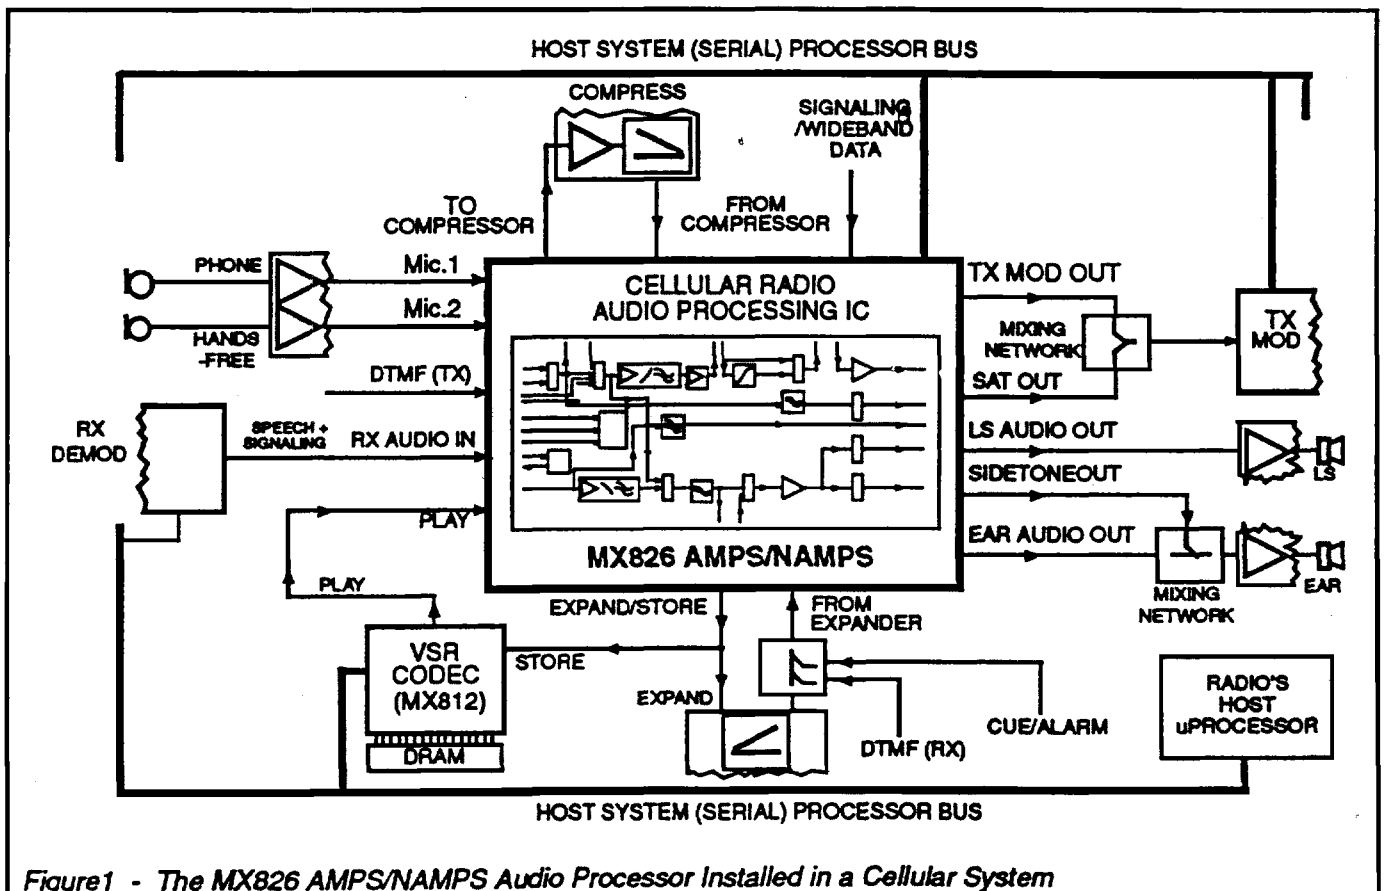 HOST SYSTEM (SERIAL) PROCESSOR BUS
COMPRESS
SIGNALING
/WIDEBAND
DATA
TO
COMPRESSOR
FROM
COMPRESSOR
PHONE
Mic.1
Mic.2
HANDS
-FREE
DTMF (TX)
RX
DEMOD
SPEECH +
SIGNALING
RX AUDIO IN
PLAY
PLAY
CELLULAR RADIO
AUDIO PROCESSING IC
MX826 AMPS/NAMPS
TX MOD OUT
MIXING
NETWORK
TX
MOD
SAT OUT
LS AUDIO OUT
LS
SIDETONEOUT
EAR AUDIO OUT
MIXING
NETWORK
EAR
EXPAND/STORE
FROM
EXPANDER
VSR
CODEC
(MX812)
STORE
DRAM
EXPAND
DTMF (RX)
CUE/ALARM
RADIO'S
HOST
uPROCESSOR
HOST SYSTEM (SERIAL) PROCESSOR BUS
Figure1 - The MX826 AMPS/NAMPS Audio Processor Installed in a Cellular System